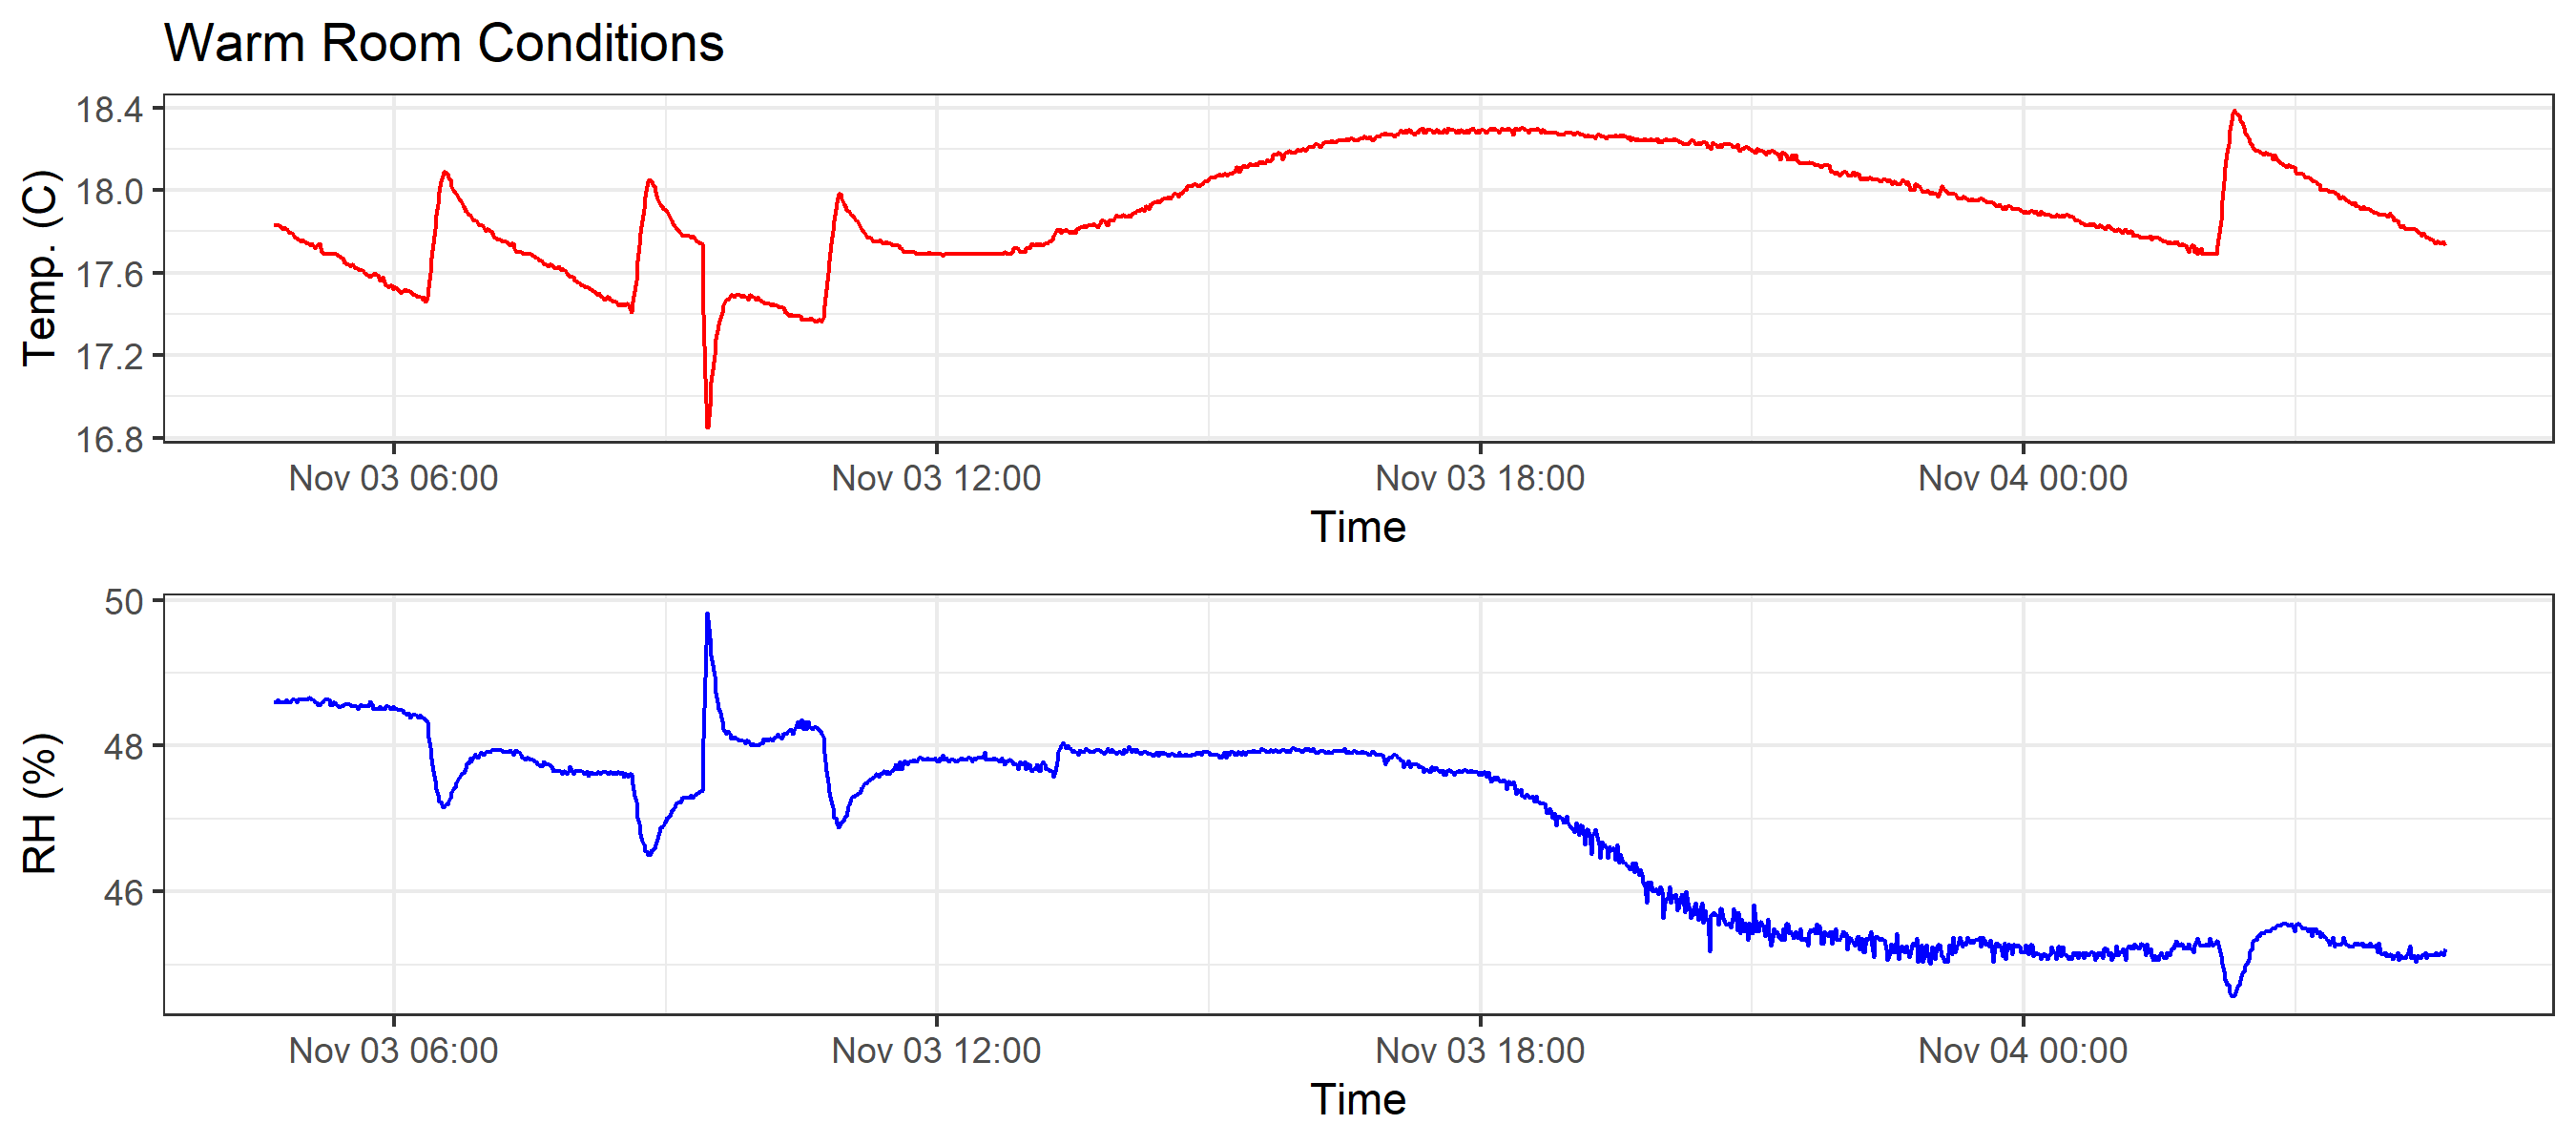 Warm Room Conditions
Temp. (C)
18.4
18.0
17.6
17.2
16.8
Nov 03 06:00 Nov 03 12:00 Nov 03 18:00 Nov 04 00:00
Time
RH (%)
50
48
46
Nov 03 06:00 Nov 03 12:00 Nov 03 18:00 Nov 04 00:00
Time